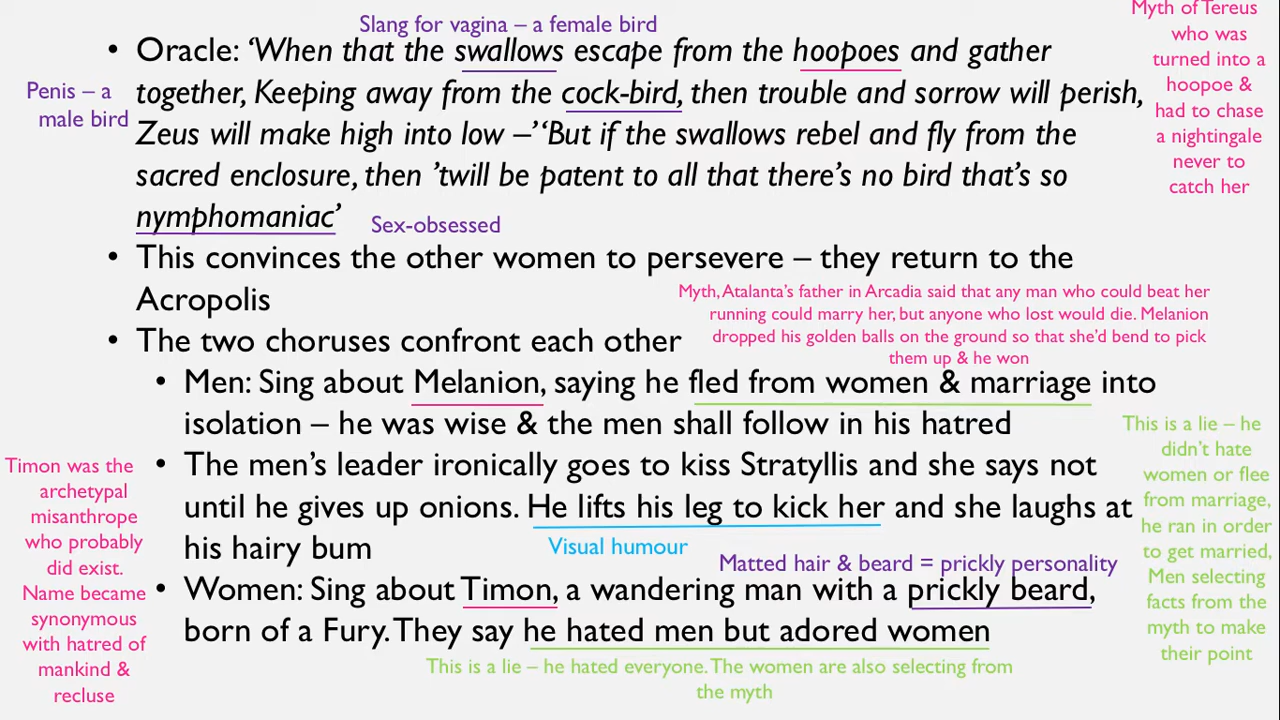 Slang for vagina – a female bird
• Oracle: ‘When that the swallows escape from the hoopoes and gather
together, Keeping away from the cock-bird, then trouble and sorrow will perish,
Zeus will make high into low –’ ‘But if the swallows rebel and fly from the
sacred enclosure, then ’twill be patent to all that there’s no bird that’s so
nymphomaniac’
Sex-obsessed
Penis – a
male bird
Myth of Tereus
who was
turned into a
hoopoe &
had to chase
a nightingale
never to
catch her
• This convinces the other women to persevere – they return to the
Acropolis
• The two choruses confront each other
Myth, Atalanta’s father in Arcadia said that any man who could beat her
running could marry her, but anyone who lost would die. Melanion
dropped his golden balls on the ground so that she’d bend to pick
them up & he won
• Men: Sing about Melanion, saying he fled from women & marriage into
isolation – he was wise & the men shall follow in his hatred
This is a lie – he
didn’t hate
women or flee
from marriage,
he ran in order
to get married,
Men selecting
facts from the
myth to make
their point
• The men’s leader ironically goes to kiss Stratyllis and she says not
until he gives up onions. He lifts his leg to kick her and she laughs at
his hairy bum
Visual humour
Matted hair & beard = prickly personality
• Women: Sing about Timon, a wandering man with a prickly beard,
born of a Fury. They say he hated men but adored women
This is a lie – he hated everyone. The women are also selecting from
the myth
Timon was the
archetypal
misanthrope
who probably
did exist.
Name became
synonymous
with hatred of
mankind &
recluse